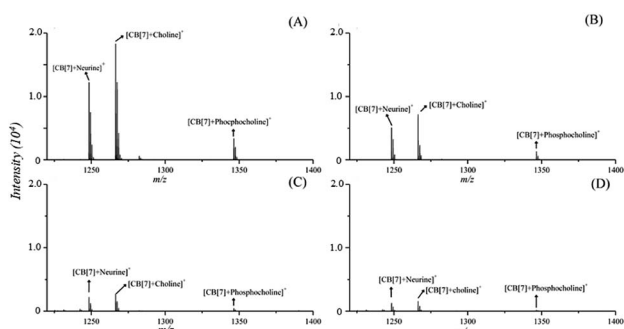 (A)
2.0
[CB[7]+Choline]+
[CB[7]+Neurine]+
1.0
[CB[7]+Phocphocholine]+
0
1250 1300 1350 1400
m/z
(B)
2.0
[CB[7]+Neurine]+
[CB[7]+Choline]+
1.0
[CB[7]+Phosphocholine]+
0
1250 1300 1350 1400
m/z
Intensity (10⁴)
(C)
2.0
1.0
[CB[7]+Neurine]+
[CB[7]+Choline]+
[CB[7]+Phosphocholine]+
0
1250 1300 1350 1400
m/z
(D)
2.0
1.0
[CB[7]+Neurine]+
[CB[7]+choline]+
[CB[7]+Phosphocholine]+
0
1250 1300 1350 1400
m/z